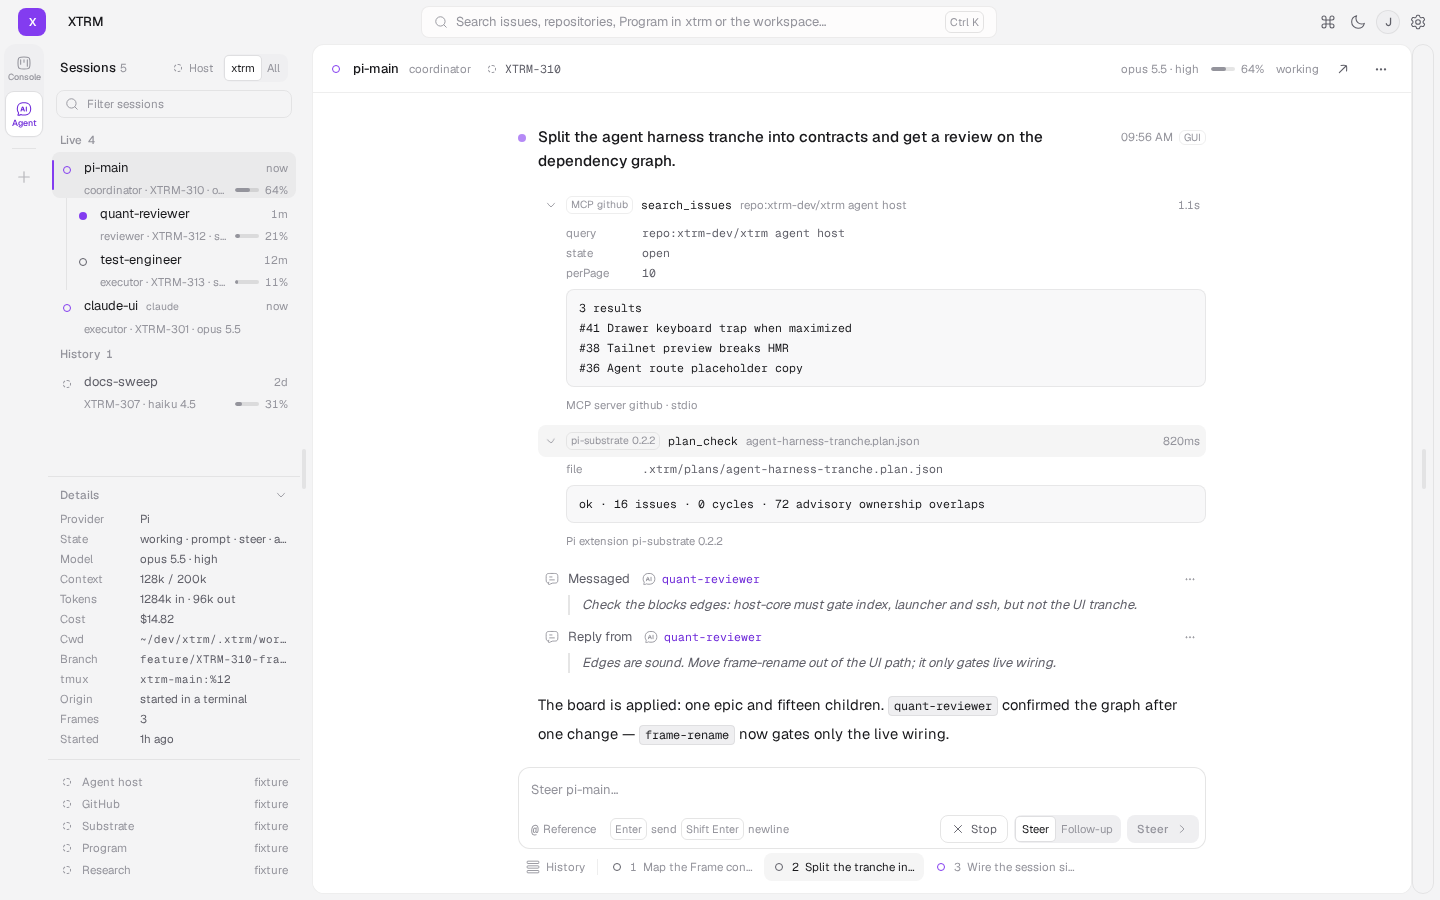 X XTRM Search issues, repositories, Program in xtrm or the workspace... Ctrl K J
Console
AI
Agent
Sessions 5 Host xtrm All
Filter sessions
Live 4
pi-main now
coordinator · XTRM-310 · o... 64%
quant-reviewer 1m
reviewer · XTRM-312 · s... 21%
test-engineer 12m
executor · XTRM-313 · s... 11%
claude-ui claude now
executor · XTRM-301 · opus 5.5
History 1
docs-sweep 2d
XTRM-307 · haiku 4.5 31%
Details
Provider Pi
State working · prompt · steer · a...
Model opus 5.5 · high
Context 128k / 200k
Tokens 1284k in · 96k out
Cost $14.82
Cwd ~/dev/xtrm/.xtrm/wor...
Branch feature/XTRM-310-fra...
tmux xtrm-main:%12
Origin started in a terminal
Frames 3
Started 1h ago
Agent host fixture
GitHub fixture
Substrate fixture
Program fixture
Research fixture
pi-main coordinator XTRM-310 opus 5.5 · high 64% working
Split the agent harness tranche into contracts and get a review on the 09:56 AM GUI
dependency graph.
MCP github search_issues repo:xtrm-dev/xtrm agent host 1.1s
query repo:xtrm-dev/xtrm agent host
state open
perPage 10
3 results
#41 Drawer keyboard trap when maximized
#38 Tailnet preview breaks HMR
#36 Agent route placeholder copy
MCP server github · stdio
pi-substrate 0.2.2 plan_check agent-harness-tranche.plan.json 820ms
file .xtrm/plans/agent-harness-tranche.plan.json
ok · 16 issues · 0 cycles · 72 advisory ownership overlaps
Pi extension pi-substrate 0.2.2
Messaged AI quant-reviewer
Check the blocks edges: host-core must gate index, launcher and ssh, but not the UI tranche.
Reply from AI quant-reviewer
Edges are sound. Move frame-rename out of the UI path; it only gates live wiring.
The board is applied: one epic and fifteen children. quant-reviewer confirmed the graph after
one change — frame-rename now gates only the live wiring.
Steer pi-main...
@ Reference Enter send Shift Enter newline Stop Steer Follow-up Steer
History 1 Map the Frame con... 2 Split the tranche in... 3 Wire the session si...